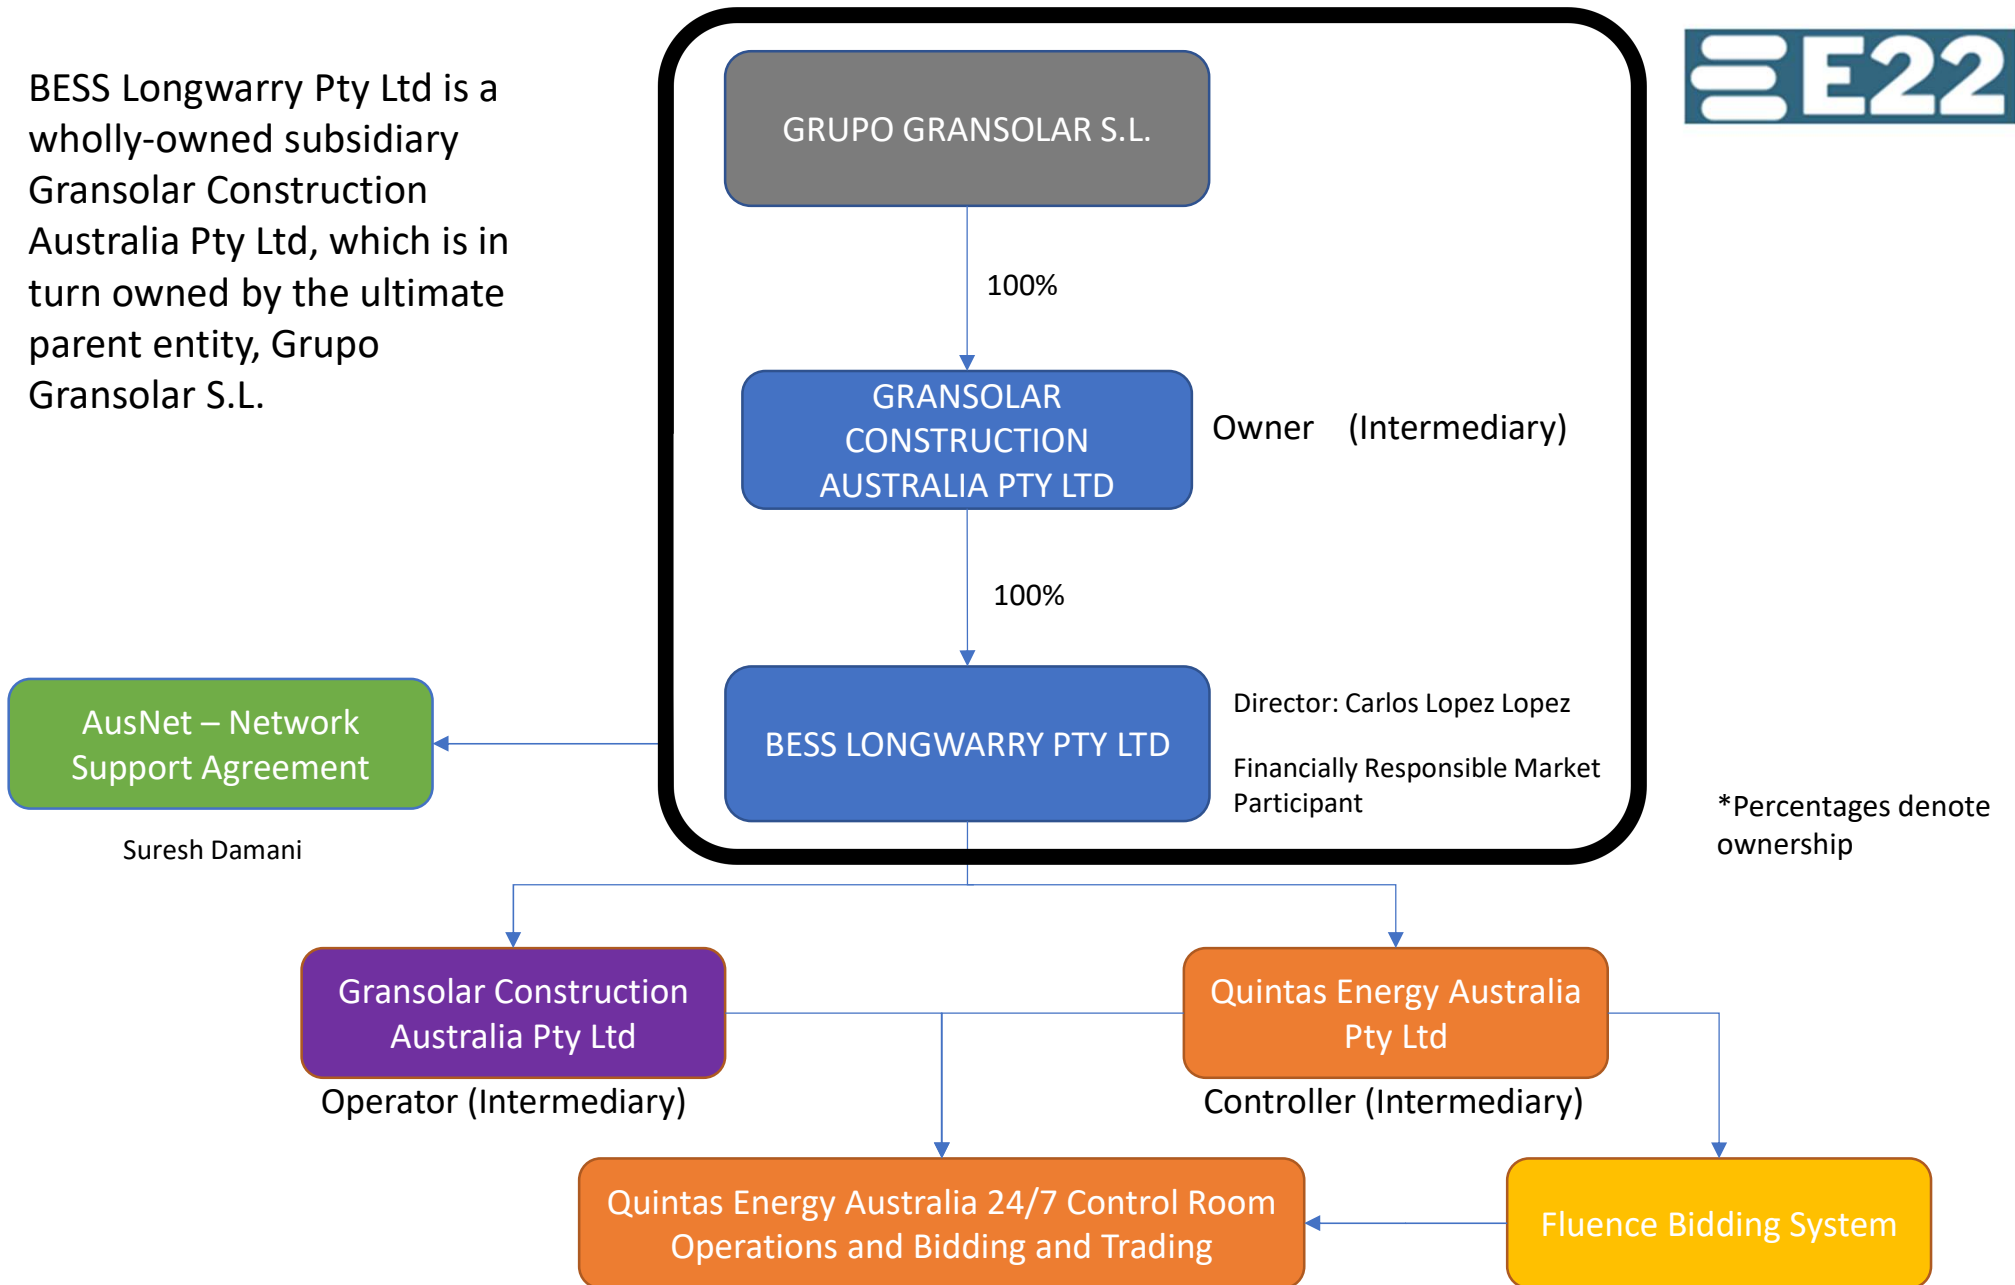 BESS Longwarry Pty Ltd is a
wholly-owned subsidiary
Gransolar Construction
Australia Pty Ltd, which is in
turn owned by the ultimate
parent entity, Grupo
Gransolar S.L.
E22
GRUPO GRANSOLAR S.L.
100%
GRANSOLAR
CONSTRUCTION
AUSTRALIA PTY LTD
Owner (Intermediary)
100%
BESS LONGWARRY PTY LTD
Director: Carlos Lopez Lopez
Financially Responsible Market
Participant
AusNet – Network
Support Agreement
Suresh Damani
*Percentages denote
ownership
Gransolar Construction
Australia Pty Ltd
Operator (Intermediary)
Quintas Energy Australia
Pty Ltd
Controller (Intermediary)
Quintas Energy Australia 24/7 Control Room
Operations and Bidding and Trading
Fluence Bidding System